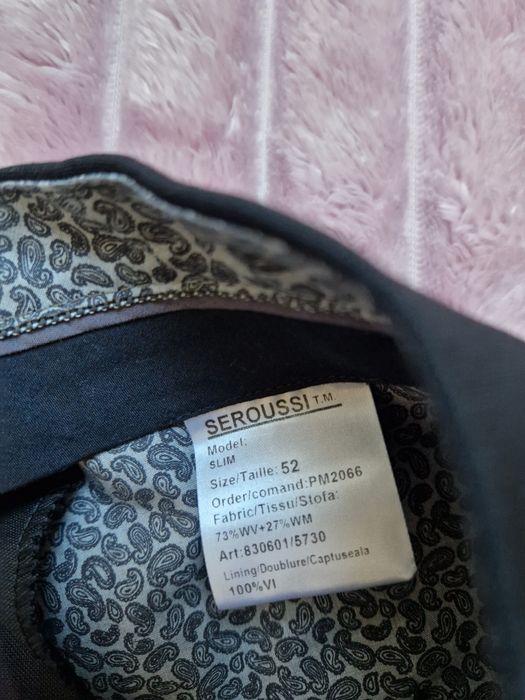 SEROUSSI T.M.
Model:
SLIM
Size/Taille: 52
Order/comand: PM2066
Fabric/Tissu/Stofa:
73%WV+27%WM
Art:830601/5730
Lining/Doublure/Captuseala
100%VI